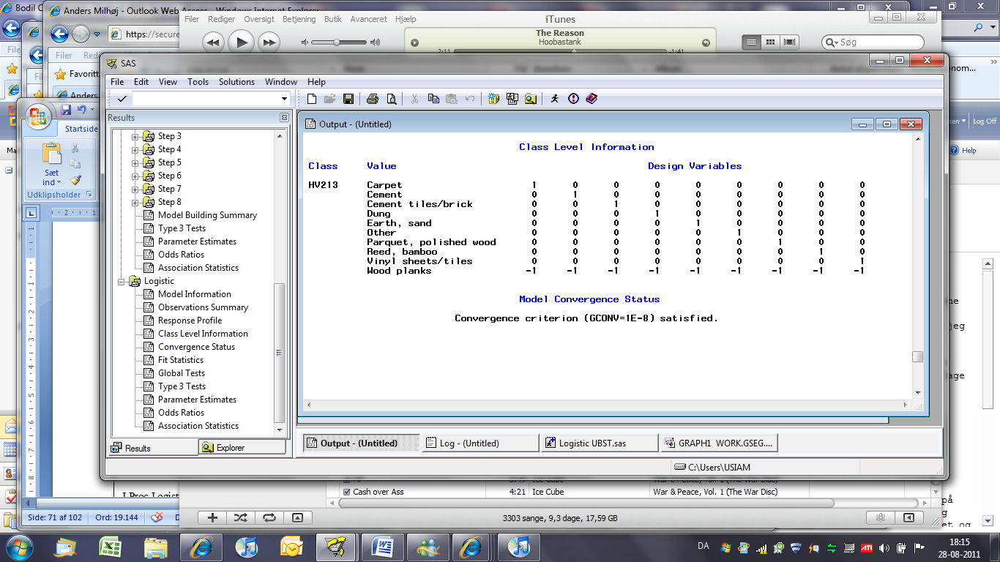 Bodil
Anders Milhøj - Outlook Web Access - Windows Internet Explorer
https://secure
Filer
Favoritt
Anders
iTunes
Filer Rediger Oversigt Betjening Butik Avanceret Hjælp
The Reason
Hoobastank
2:11
-1:41
Søg
SAS
File Edit View Tools Solutions Window Help
Results
Step 3
Step 4
Step 5
Step 6
Step 7
Step 8
Model Building Summary
Type 3 Tests
Parameter Estimates
Odds Ratios
Association Statistics
Logistic
Model Information
Observations Summary
Response Profile
Class Level Information
Convergence Status
Fit Statistics
Global Tests
Type 3 Tests
Parameter Estimates
Odds Ratios
Association Statistics
Results Explorer
Output - (Untitled)
Class Level Information
Class Value Design Variables
HV213 Carpet 1 0 0 0 0 0 0 0 0
Cement 0 1 0 0 0 0 0 0 0
Cement tiles/brick 0 0 1 0 0 0 0 0 0
Dung 0 0 0 1 0 0 0 0 0
Earth, sand 0 0 0 0 1 0 0 0 0
Other 0 0 0 0 0 1 0 0 0
Parquet, polished wood 0 0 0 0 0 0 1 0 0
Reed, bamboo 0 0 0 0 0 0 0 1 0
Vinyl sheets/tiles 0 0 0 0 0 0 0 0 1
Wood planks -1 -1 -1 -1 -1 -1 -1 -1 -1
Model Convergence Status
Convergence criterion (GCONV=1E-8) satisfied.
Output - (Untitled) Log - (Untitled) Logistic UBST.sas GRAPH1 WORK.GSEG....
C:\Users\USIAM
Startside
Sæt
ind
Udklipsholder
Side: 71 af 102 Ord: 19.144
Log Off
Help
jeg
på
et og
Cash over Ass 4:21 Ice Cube War & Peace, Vol. 1 (The War Disc)
3303 sange, 9,3 dage, 17,59 GB
DA
18:15
28-08-2011